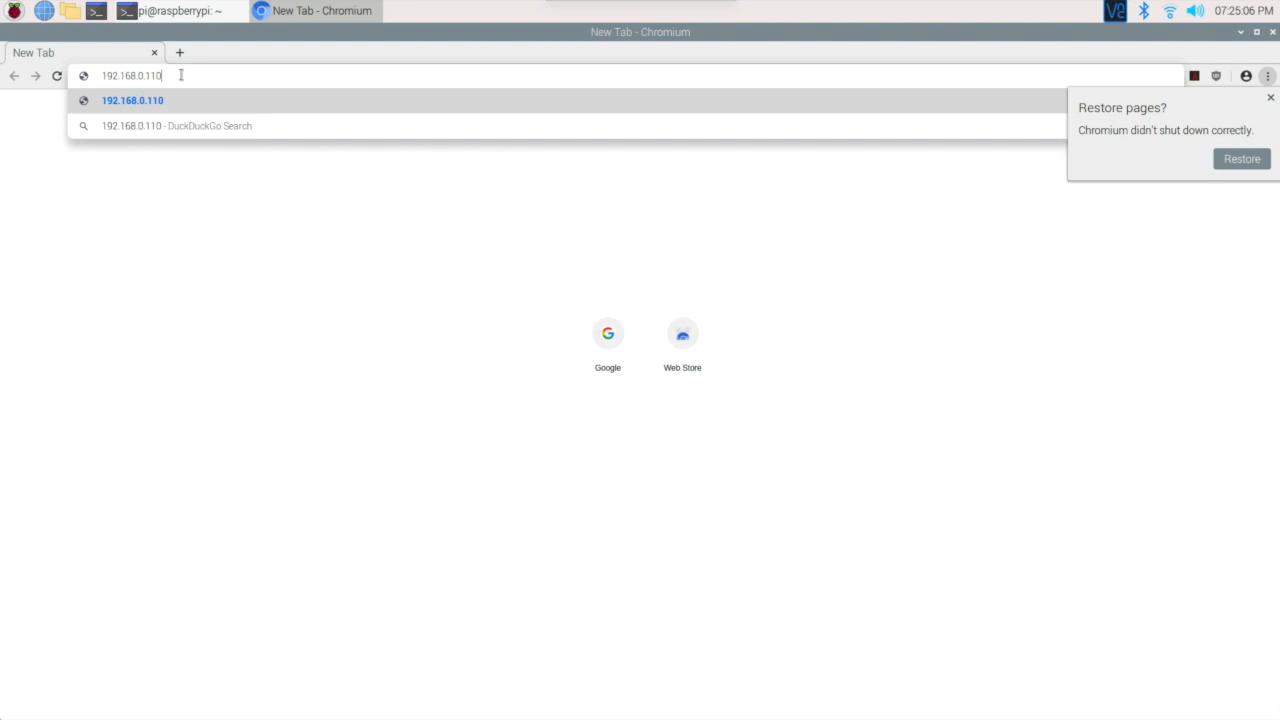 pi@raspberrypi: ~
New Tab - Chromium
07:25:06 PM
New Tab - Chromium
New Tab
192.168.0.110
192.168.0.110
192.168.0.110 - DuckDuckGo Search
Restore pages?
Chromium didn't shut down correctly.
Restore
Google
Web Store